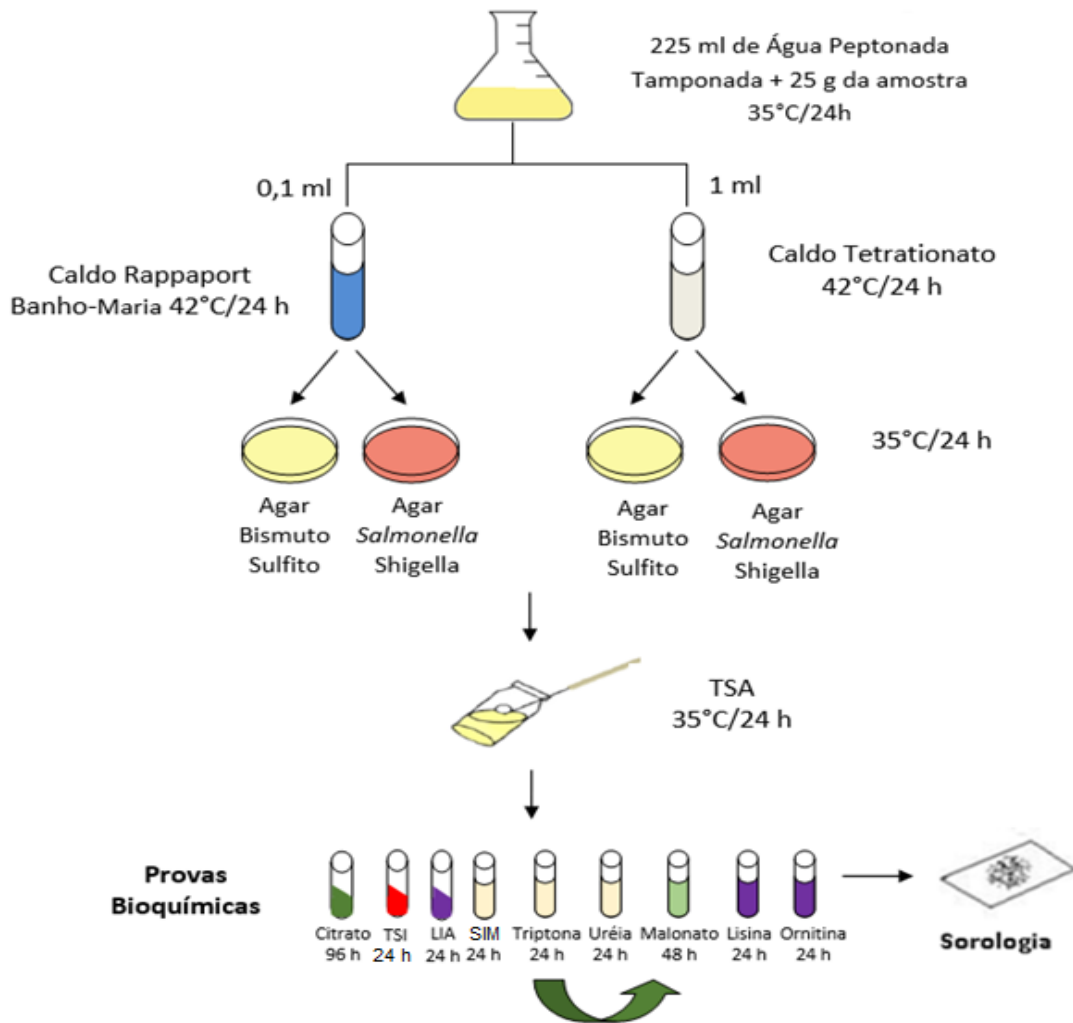 225 ml de Água Peptonada
Tamponada + 25 g da amostra
35°C/24h
0,1 ml
1 ml
Caldo Rappaport
Banho-Maria 42°C/24 h
Caldo Tetrationato
42°C/24 h
35°C/24 h
Agar
Bismuto
Sulfito
Agar
Salmonella
Shigella
Agar
Bismuto
Sulfito
Agar
Salmonella
Shigella
TSA
35°C/24 h
Provas
Bioquímicas
Citrato
96 h
TSI
24 h
LIA
24 h
SIM
24 h
Triptona
24 h
Uréia
24 h
Malonato
48 h
Lisina
24 h
Ornitina
24 h
Sorologia